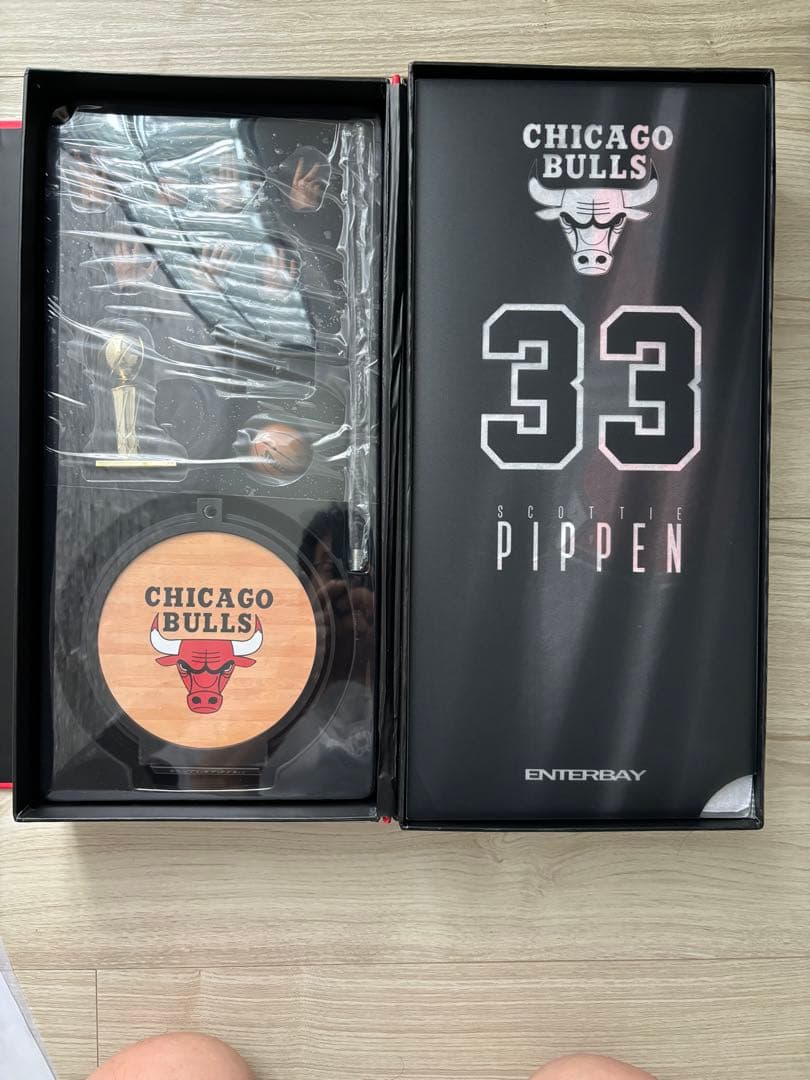 CHICAGO
BULLS
CHICAGO
BULLS
33
SCOTTIE
PIPPEN
ENTERBAY